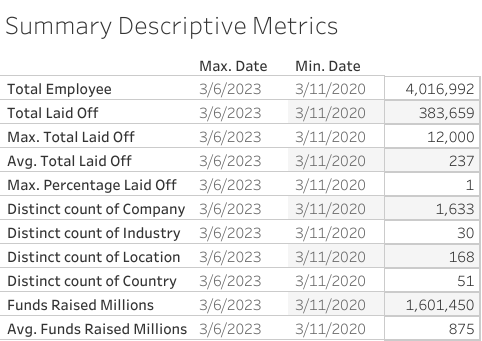 Summary Descriptive Metrics
Max. Date Min. Date
Total Employee 3/6/2023 3/11/2020 4,016,992
Total Laid Off 3/6/2023 3/11/2020 383,659
Max. Total Laid Off 3/6/2023 3/11/2020 12,000
Avg. Total Laid Off 3/6/2023 3/11/2020 237
Max. Percentage Laid Off 3/6/2023 3/11/2020 1
Distinct count of Company 3/6/2023 3/11/2020 1,633
Distinct count of Industry 3/6/2023 3/11/2020 30
Distinct count of Location 3/6/2023 3/11/2020 168
Distinct count of Country 3/6/2023 3/11/2020 51
Funds Raised Millions 3/6/2023 3/11/2020 1,601,450
Avg. Funds Raised Millions 3/6/2023 3/11/2020 875